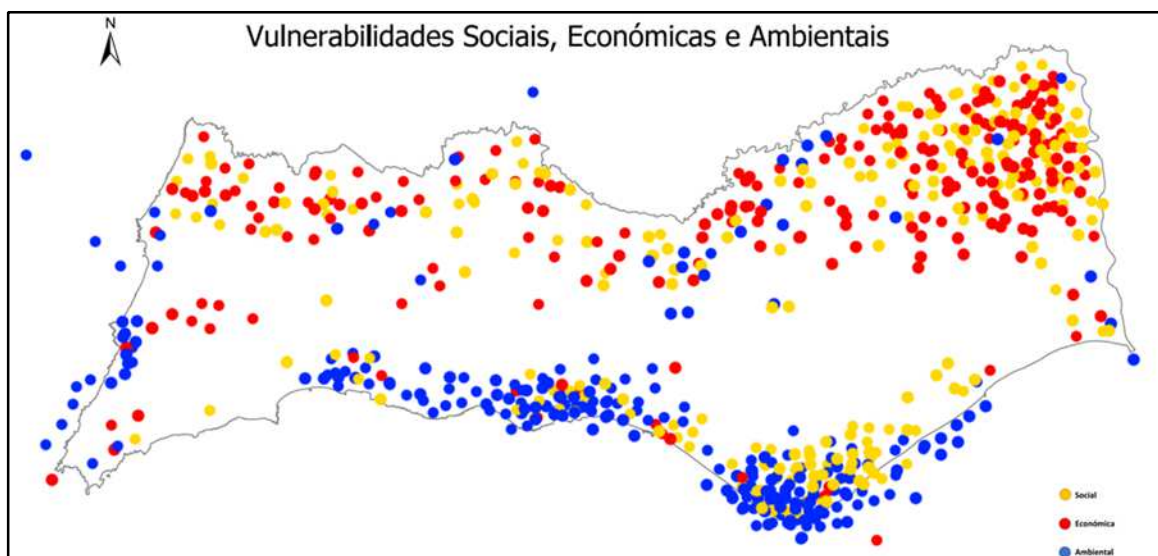 N
Vulnerabilidades Sociais, Económicas e Ambientais
Social
Económica
Ambiental